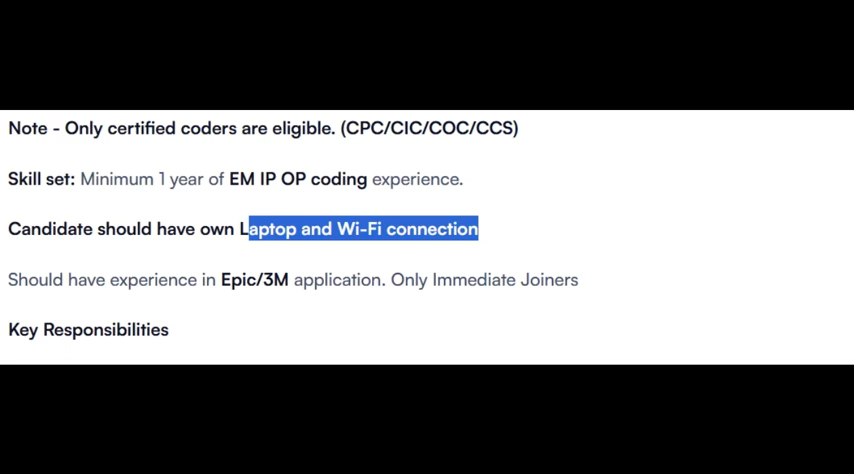 Note - Only certified coders are eligible. (CPC/CIC/COC/CCS)
Skill set: Minimum 1 year of EM IP OP coding experience.
Candidate should have own Laptop and Wi-Fi connection
Should have experience in Epic/3M application. Only Immediate Joiners
Key Responsibilities